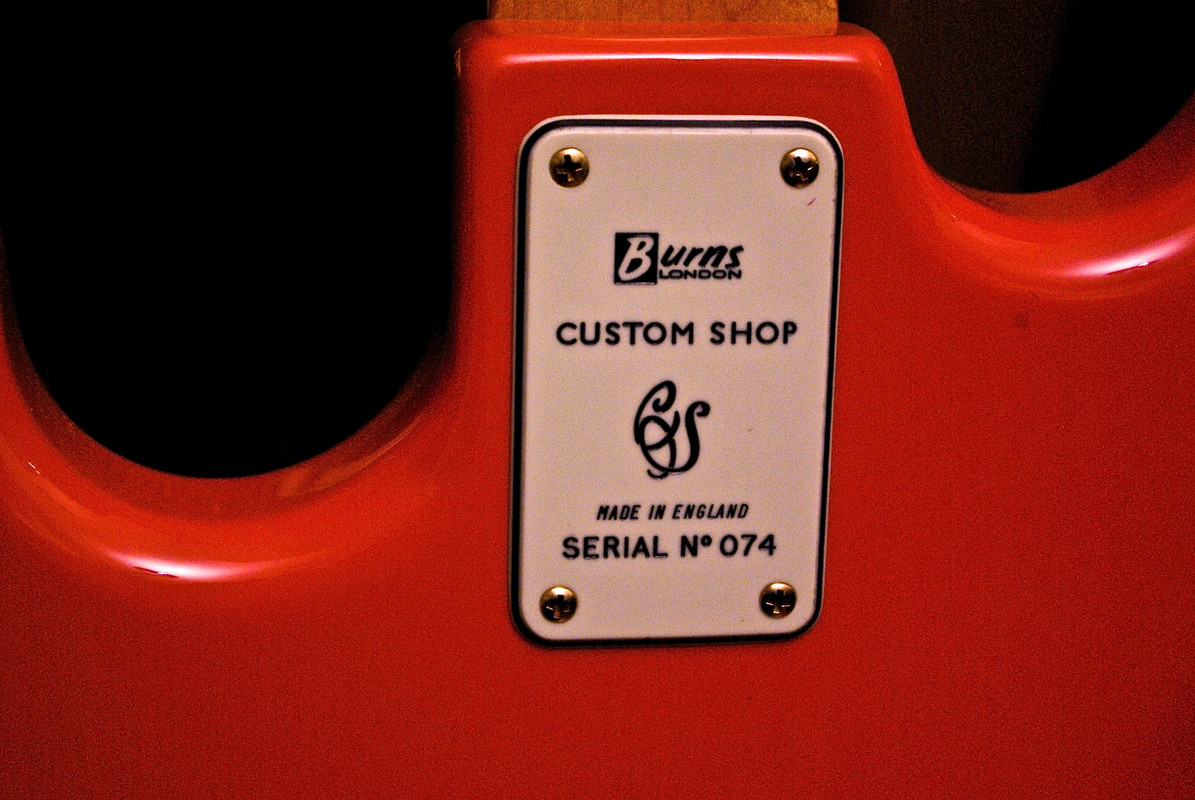 Burns
LONDON
CUSTOM SHOP
CS
MADE IN ENGLAND
SERIAL Nº 074